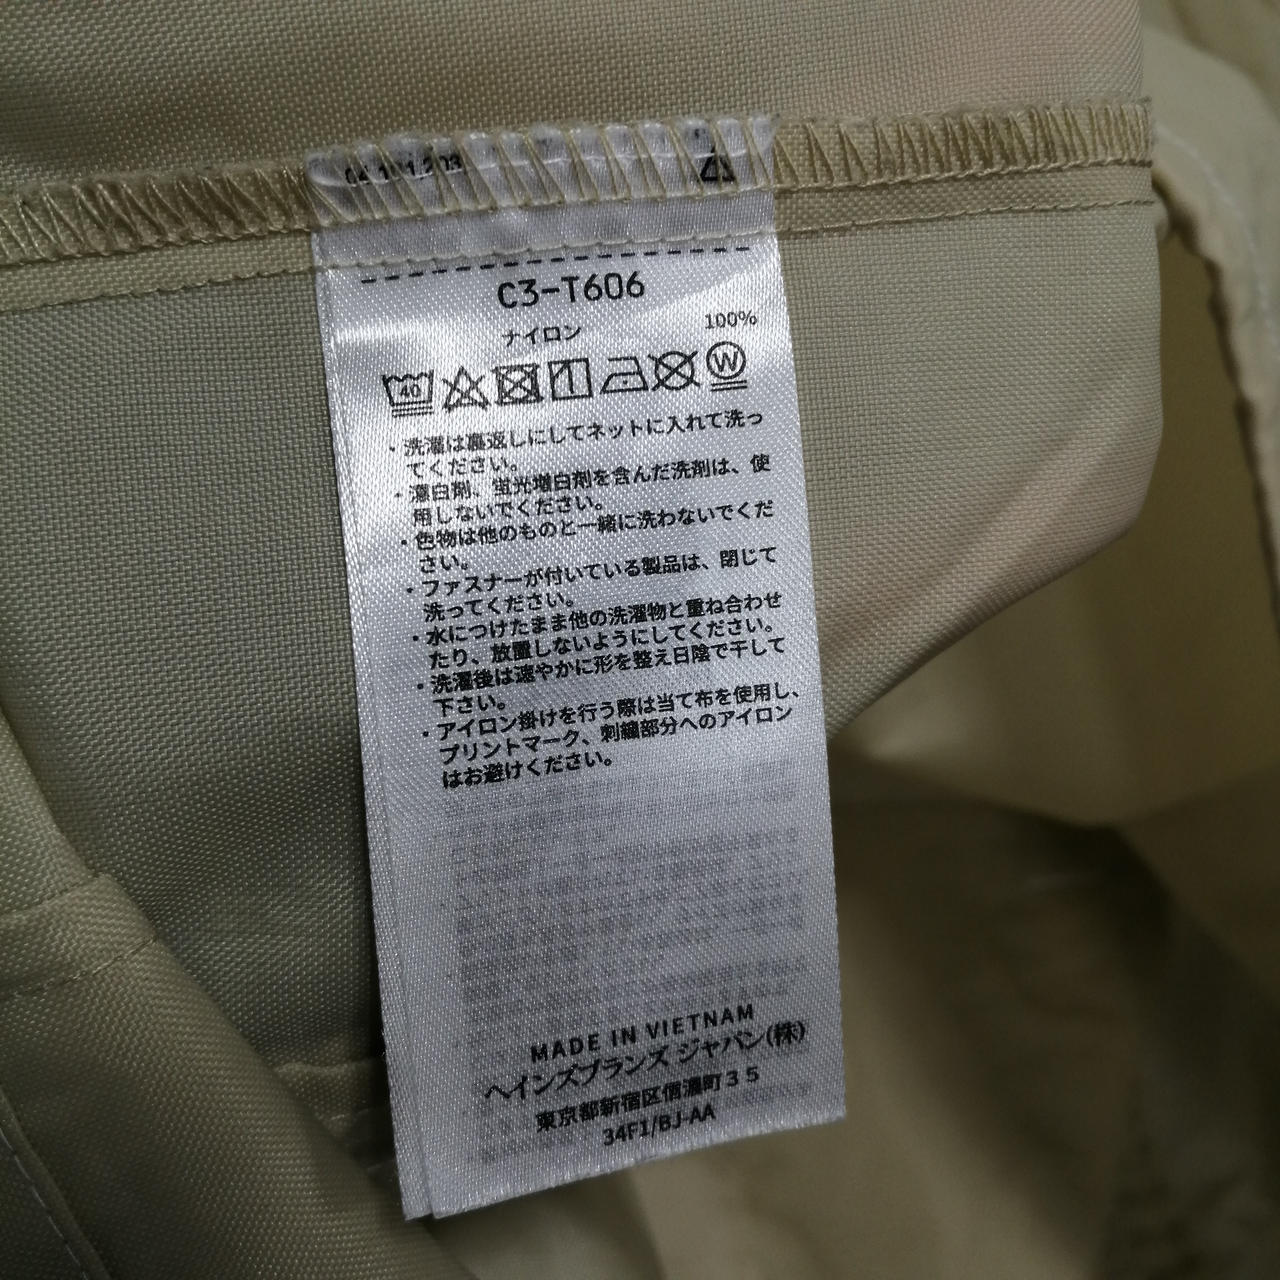 C3-T606
ナイロン 100%
40 W
・洗濯は裏返しにしてネットに入れて洗っ
てください。
・漂白剤、蛍光増白剤を含んだ洗剤は、使
用しないでください。
・色物は他のものと一緒に洗わないでくだ
さい。
・ファスナーが付いている製品は、閉じて
洗ってください。
・水につけたまま他の洗濯物と重ね合わせ
たり、放置しないようにしてください。
・洗濯後は速やかに形を整え日陰で干して
下さい。
・アイロン掛けを行う際は当て布を使用し、
プリントマーク、刺繍部分へのアイロン
はお避けください。
MADE IN VIETNAM
ヘインズブランズ ジャパン(株)
東京都新宿区信濃町35
34F1/BJ-AA